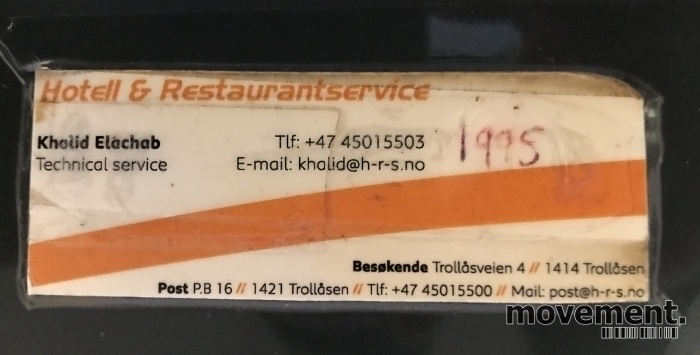 Hotell & Restaurantservice
Khalid Elachab
Tlf: +47 45015503
1995
Technical service
E-mail: khalid@h-r-s.no
Besøkende Trollåsveien 4 // 1414 Trollåsen
Post P.B 16 // 1421 Trollåsen // Tlf: +47 45015500 // Mail: post@h-r-s.no
movement.